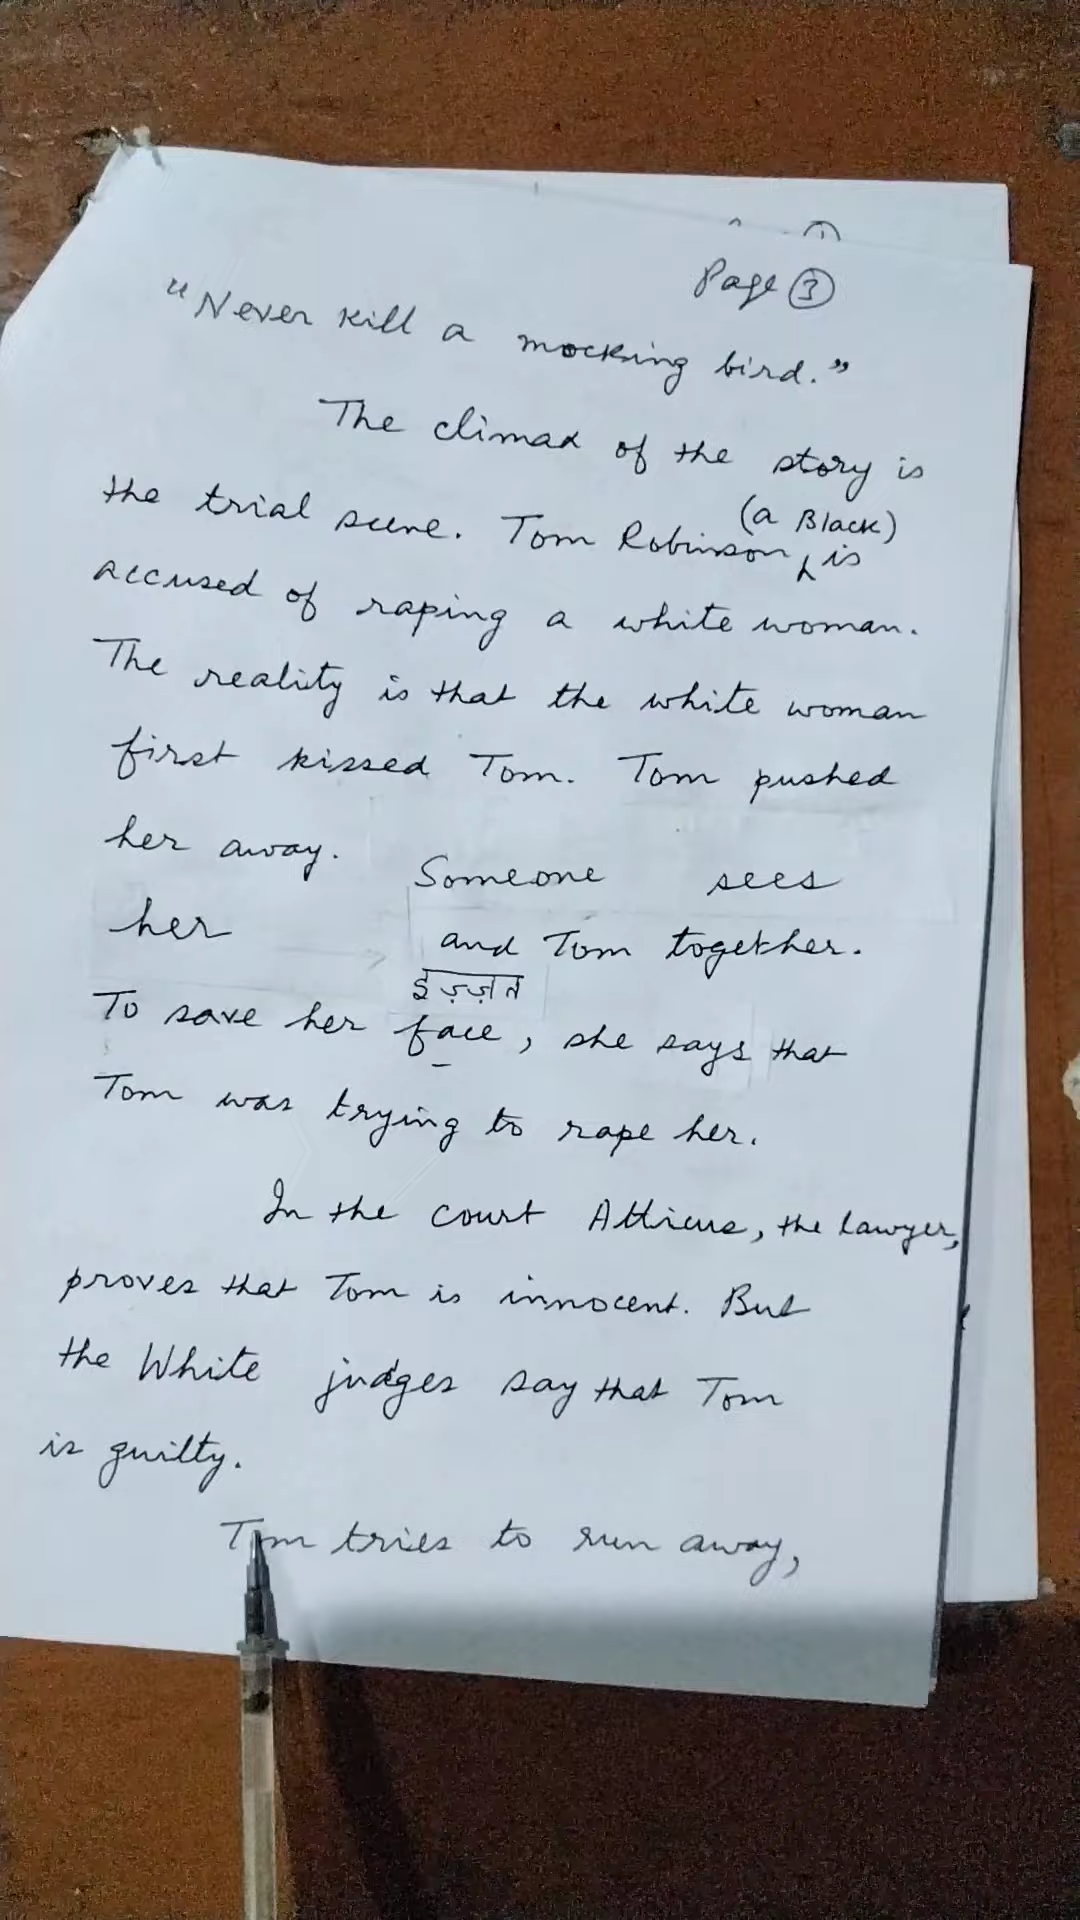 Page ③
"Never kill a mocking bird."
The climax of the story is
(a Black)
the trial scene. Tom Robinson is
accused of raping a white woman.
The reality is that the white woman
first kissed Tom. Tom pushed
her away. Someone sees
her and Tom together.
इज़्ज़त
To save her face, she says that
Tom was trying to rape her.
In the court Atticus, the lawyer,
proves that Tom is innocent. But
the White judges say that Tom
is guilty.
Tom tries to run away,